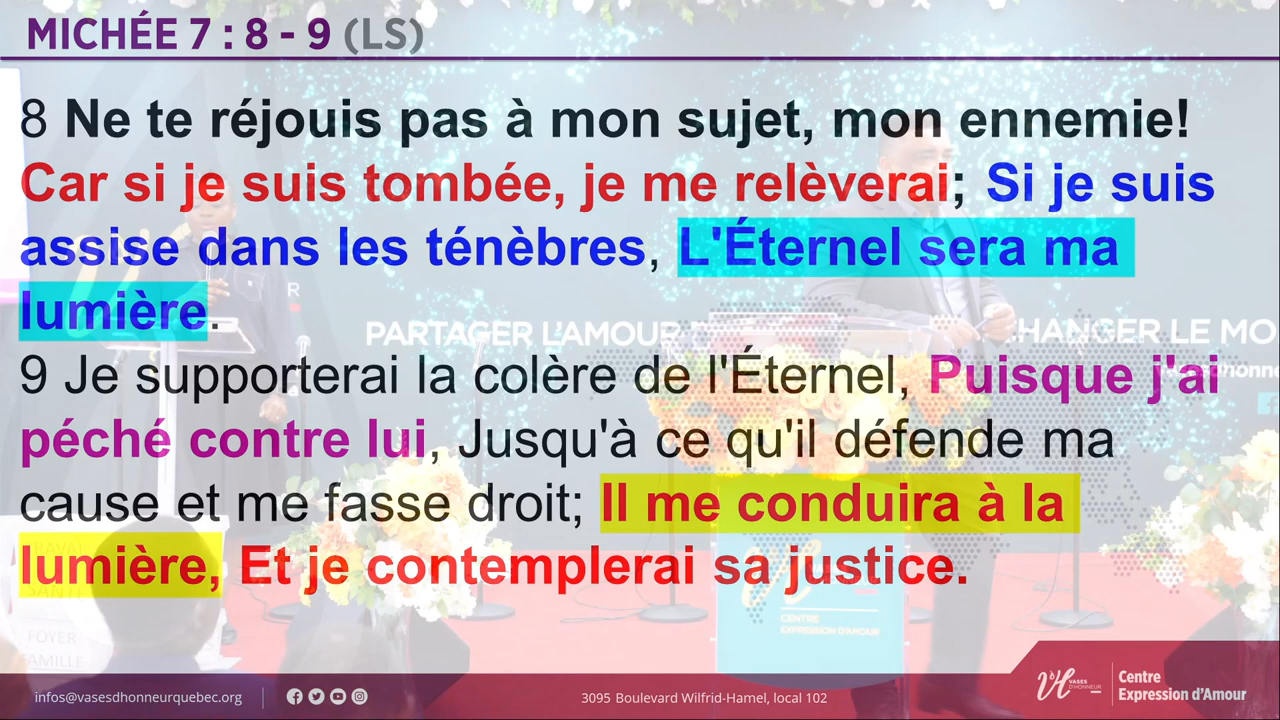 MICHÉE 7 : 8 - 9 (LS)
8 Ne te réjouis pas à mon sujet, mon ennemie!
Car si je suis tombée, je me relèverai; Si je suis
assise dans les ténèbres, L'Éternel sera ma
lumière.
9 Je supporterai la colère de l'Éternel, Puisque j'ai
péché contre lui, Jusqu'à ce qu'il défende ma
cause et me fasse droit; Il me conduira à la
lumière, Et je contemplerai sa justice.
PARTAGER L'AMOUR
CHANGER LE MO
CENTRE
EXPRESSION D'AMOUR
FOYER
infos@vasesdhonneurquebec.org
3095 Boulevard Wilfrid-Hamel, local 102
VH VASES D'HONNEUR
Centre
Expression d'Amour